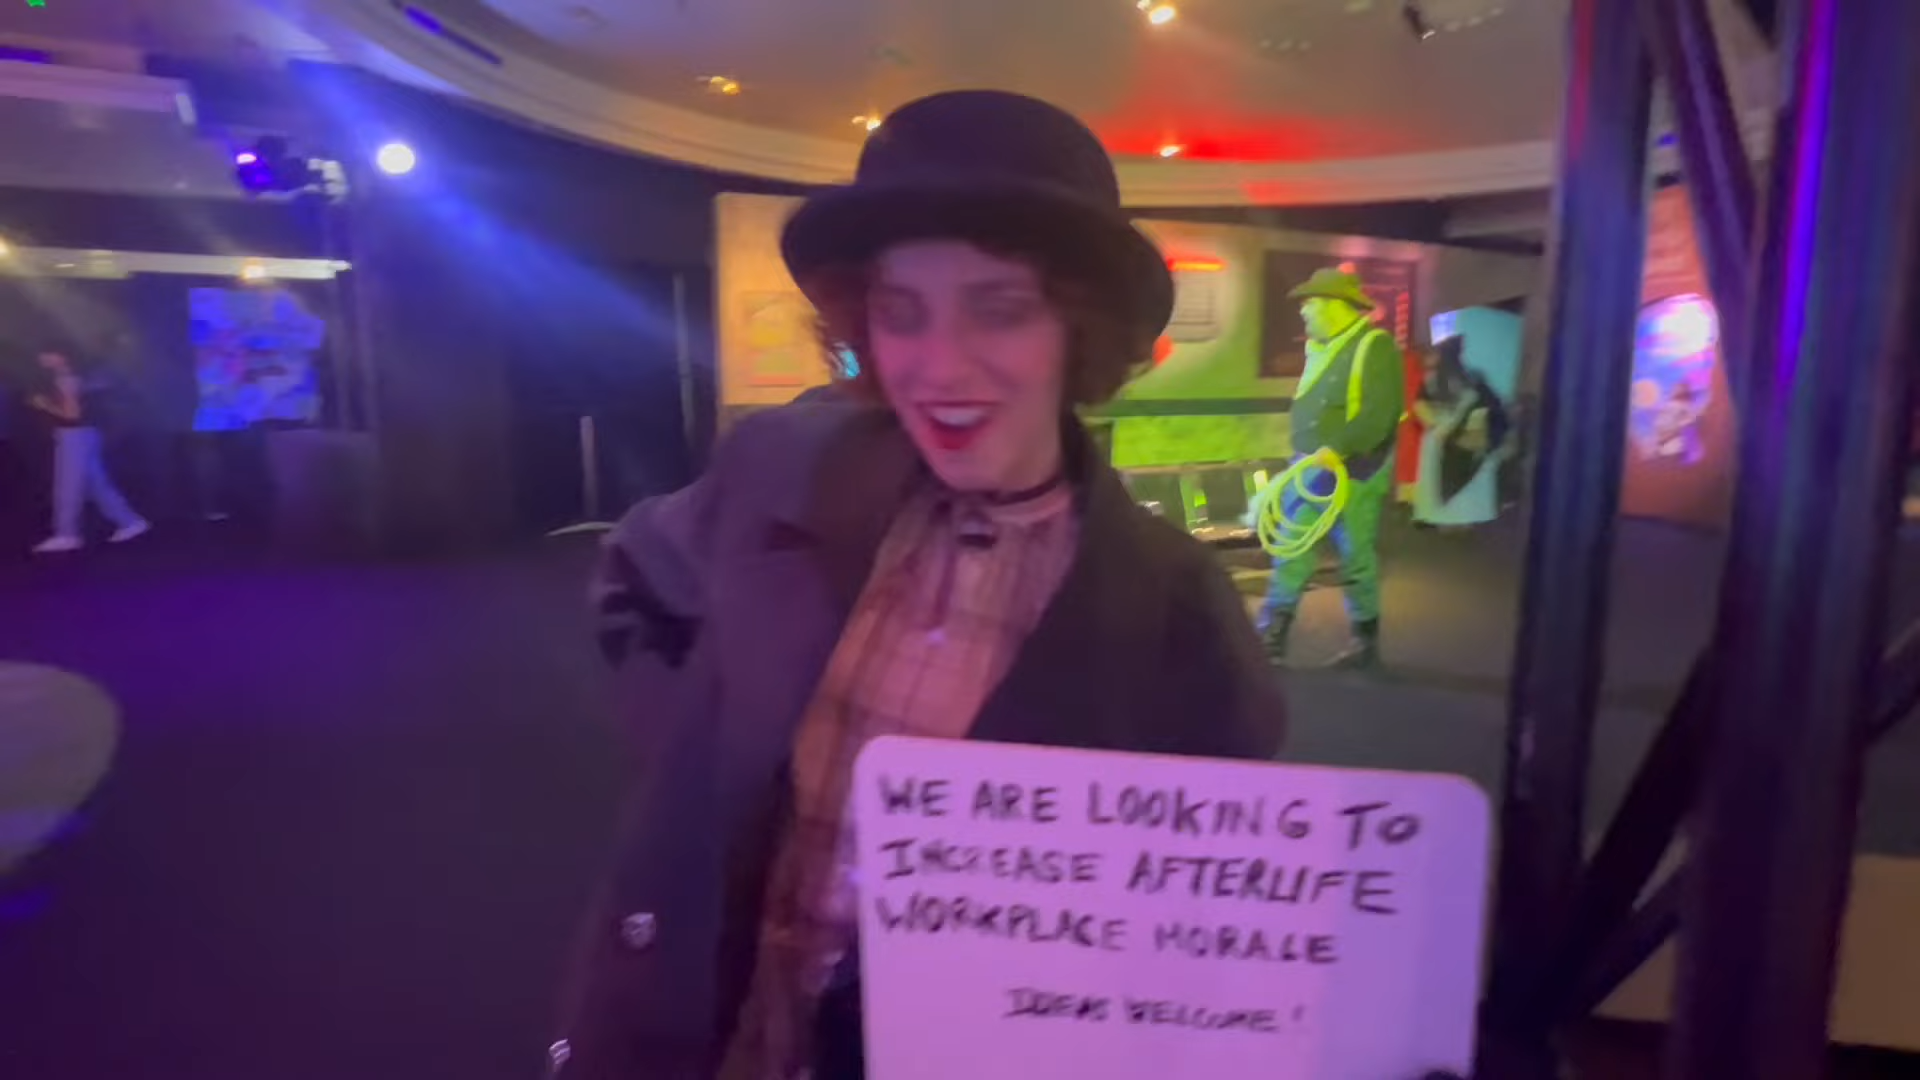 WE ARE LOOKING TO
INCREASE AFTERLIFE
WORKPLACE MORALE
IDEAS WELCOME!